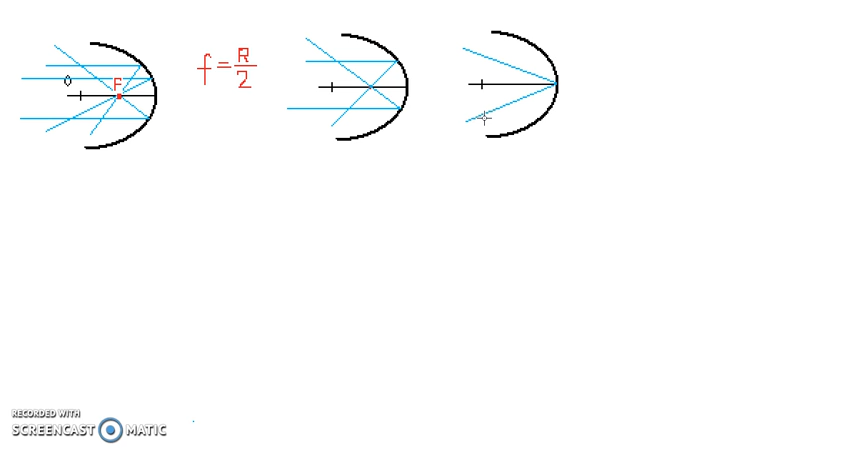 O
F
f = R/2
RECORDED WITH
SCREENCAST MATIC